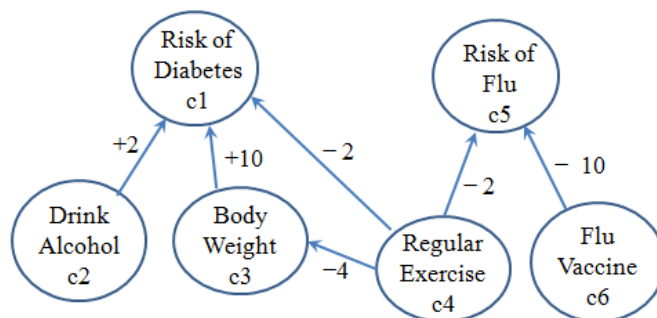 Risk of
Diabetes
c1
Risk of
Flu
c5
+2
+10
− 2
− 2
− 10
Drink
Alcohol
c2
Body
Weight
c3
−4
Regular
Exercise
c4
Flu
Vaccine
c6